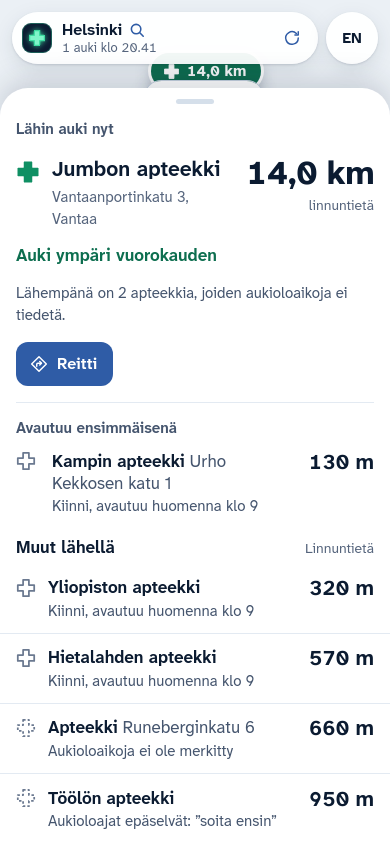 Helsinki
1 auki klo 20.41
EN
14,0 km
Lähin auki nyt
Jumbon apteekki
14,0 km
Vantaanportinkatu 3,
Vantaa
linnuntietä
Auki ympäri vuorokauden
Lähempänä on 2 apteekkia, joiden aukioloaikoja ei
tiedetä.
Reitti
Avautuu ensimmäisenä
Kampin apteekki Urho
Kekkosen katu 1
130 m
Kiinni, avautuu huomenna klo 9
Muut lähellä
Linnuntietä
Yliopiston apteekki
320 m
Kiinni, avautuu huomenna klo 9
Hietalahden apteekki
570 m
Kiinni, avautuu huomenna klo 9
Apteekki Runeberginkatu 6
660 m
Aukioloaikoja ei ole merkitty
Töölön apteekki
950 m
Aukioloajat epäselvät: ”soita ensin”